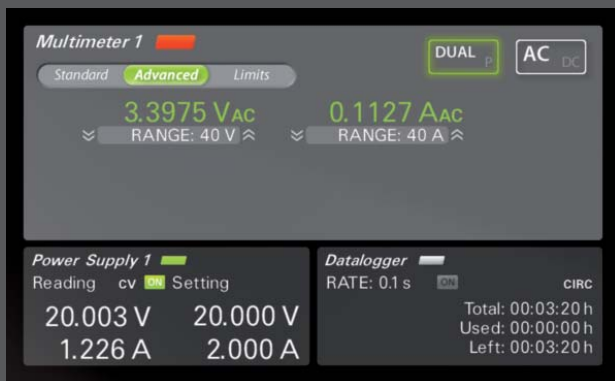 Multimeter 1
DUAL P
AC DC
Standard Advanced Limits
3.3975 VAC 0.1127 AAC
RANGE: 40 V RANGE: 40 A
Power Supply 1
Reading cv ON Setting
20.003 V 20.000 V
1.226 A 2.000 A
Datalogger
RATE: 0.1 s ON CIRC
Total: 00:03:20 h
Used: 00:00:00 h
Left: 00:03:20 h